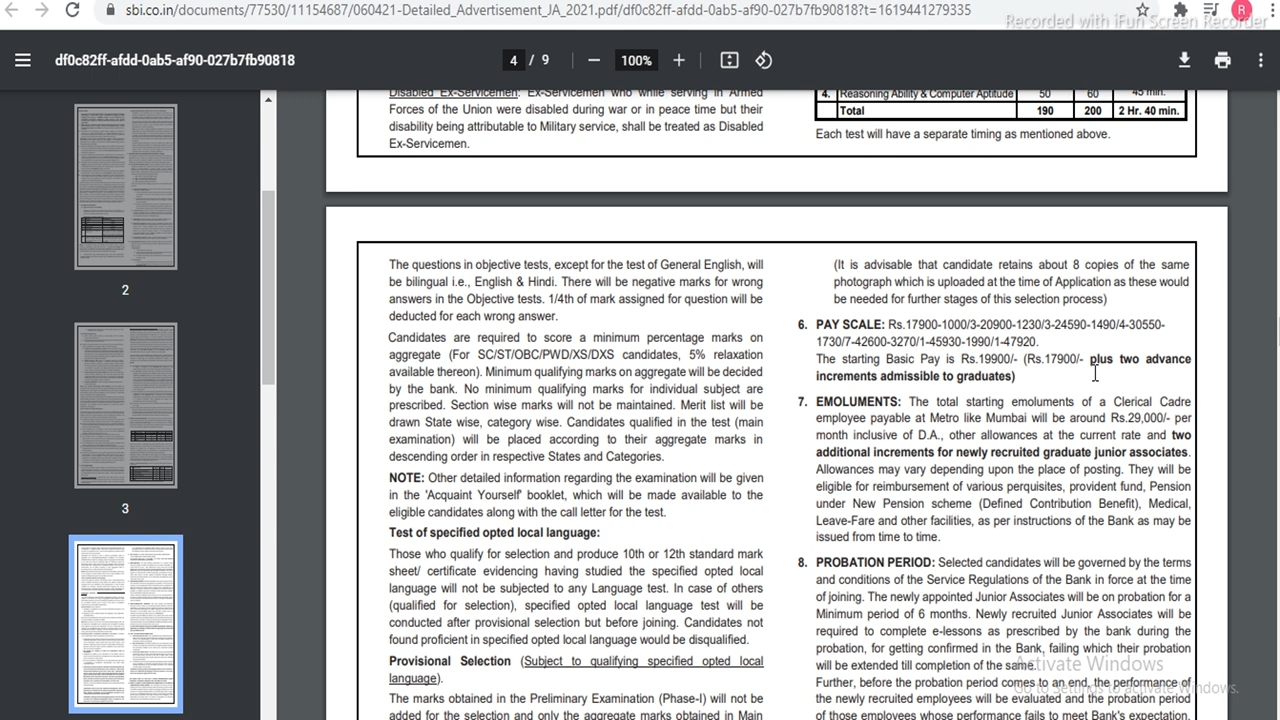 sbi.co.in/documents/77530/11154687/060421-Detailed_Advertisement_JA_2021.pdf/df0c82ff-afdd-0ab5-af90-027b7fb90818?t=1619441279335
R
Recorded with iFun Screen Recorder
df0c82ff-afdd-0ab5-af90-027b7fb90818
4 / 9
100%
2
3
Disabled Ex-Servicemen: Ex-Servicemen who while serving in Armed
Forces of the Union were disabled during war or in peace time but their
disability being attributable to military service, shall be treated as Disabled
Ex-Servicemen.
4. Reasoning Ability & Computer Aptitude 50 60 45 min.
Total 190 200 2 Hr. 40 min.
Each test will have a separate timing as mentioned above.
The questions in objective tests, except for the test of General English, will
be bilingual i.e., English & Hindi. There will be negative marks for wrong
answers in the Objective tests. 1/4th of mark assigned for question will be
deducted for each wrong answer.
Candidates are required to score a minimum percentage marks on
aggregate (For SC/ST/OBC/PWD/XS/DXS candidates, 5% relaxation
available thereon). Minimum qualifying marks on aggregate will be decided
by the bank. No minimum qualifying marks for individual subject are
prescribed. Section wise marks will not be maintained. Merit list will be
drawn State wise, category wise. Candidates qualified in the test (main
examination) will be placed according to their aggregate marks in
descending order in respective States and Categories.
NOTE: Other detailed information regarding the examination will be given
in the 'Acquaint Yourself' booklet, which will be made available to the
eligible candidates along with the call letter for the test.
Test of specified opted local language:
Those who qualify for selection and produce 10th or 12th standard mark
sheet/ certificate evidencing having studied the specified opted local
language will not be subjected to any Language test. In case of others
(qualified for selection), specified opted local language test will be
conducted after provisional selection but before joining. Candidates not
found proficient in specified opted local language would be disqualified.
Provisional Selection (Subject to qualifying specified opted local
language).
The marks obtained in the Preliminary Examination (Phase-I) will not be
added for the selection and only the aggregate marks obtained in Main
(It is advisable that candidate retains about 8 copies of the same
photograph which is uploaded at the time of Application as these would
be needed for further stages of this selection process)
6. PAY SCALE: Rs.17900-1000/3-20900-1230/3-24590-1490/4-30550-
1730/7-42600-3270/1-45930-1990/1-47920.
The starting Basic Pay is Rs.19900/- (Rs.17900/- plus two advance
increments admissible to graduates)
7. EMOLUMENTS: The total starting emoluments of a Clerical Cadre
employee payable at Metro like Mumbai will be around Rs.29,000/- per
month inclusive of D.A., other allowances at the current rate and two
additional increments for newly recruited graduate junior associates.
Allowances may vary depending upon the place of posting. They will be
eligible for reimbursement of various perquisites, provident fund, Pension
under New Pension scheme (Defined Contribution Benefit), Medical,
Leave-Fare and other facilities, as per instructions of the Bank as may be
issued from time to time.
8. PROBATION PERIOD: Selected candidates will be governed by the terms
& conditions of the Service Regulations of the Bank in force at the time
of joining. The newly appointed Junior Associates will be on probation for a
minimum period of 6 months. Newly recruited Junior Associates will be
required to complete e-lessons as prescribed by the bank during the
probation, for getting confirmed in the Bank, failing which their probation
will be extended till completion of the same.
Further, before the probation period comes to an end, the performance of
the newly recruited employees will be evaluated and the probation period
of those employees whose performance fails to meet Bank's expectation,
Activate Windows
Go to Settings to activate Windows.